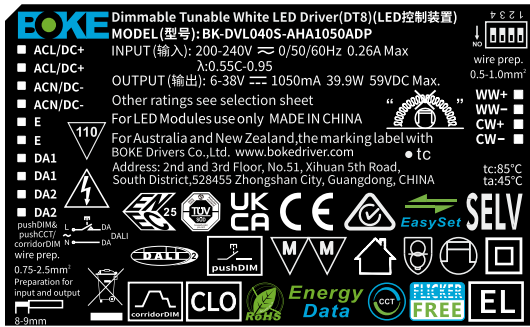 BOKE
Dimmable Tunable White LED Driver(DT8)(LED控制装置)
MODEL(型号): BK-DVL040S-AHA1050ADP
INPUT(输入): 200-240V ⩰ 0/50/60Hz 0.26A Max
λ:0.55C-0.95
OUTPUT(输出): 6-38V ⎓ 1050mA 39.9W 59VDC Max.
Other ratings see selection sheet
For LED Modules use only MADE IN CHINA
For Australia and New Zealand,the marking label with
BOKE Drivers Co.,Ltd. www.bokedriver.com
Address: 2nd and 3rd Floor, No.51, Xihuan 5th Road,
South District,528455 Zhongshan City, Guangdong, CHINA
ACL/DC+
ACL/DC+
ACN/DC-
ACN/DC-
E
E
DA1
DA1
DA2
DA2
110
pushDIM&
pushCCT/
corridorDIM
L
N
DA
DA
DALI
wire prep.
0.75-2.5mm²
Preparation for
input and output
8-9mm
1 2 3 4
NO
wire prep.
0.5-1.0mm²
WW+
WW-
CW+
CW-
tc
tc:85°C
ta:45°C
ENEC 25
TÜV SÜD
UK CA
CE
EasySet
SELV
DALI 2
pushDIM
M M
corridorDIM
CLO
RoHS
Energy
Data
CCT
FLICKER
FREE
EL